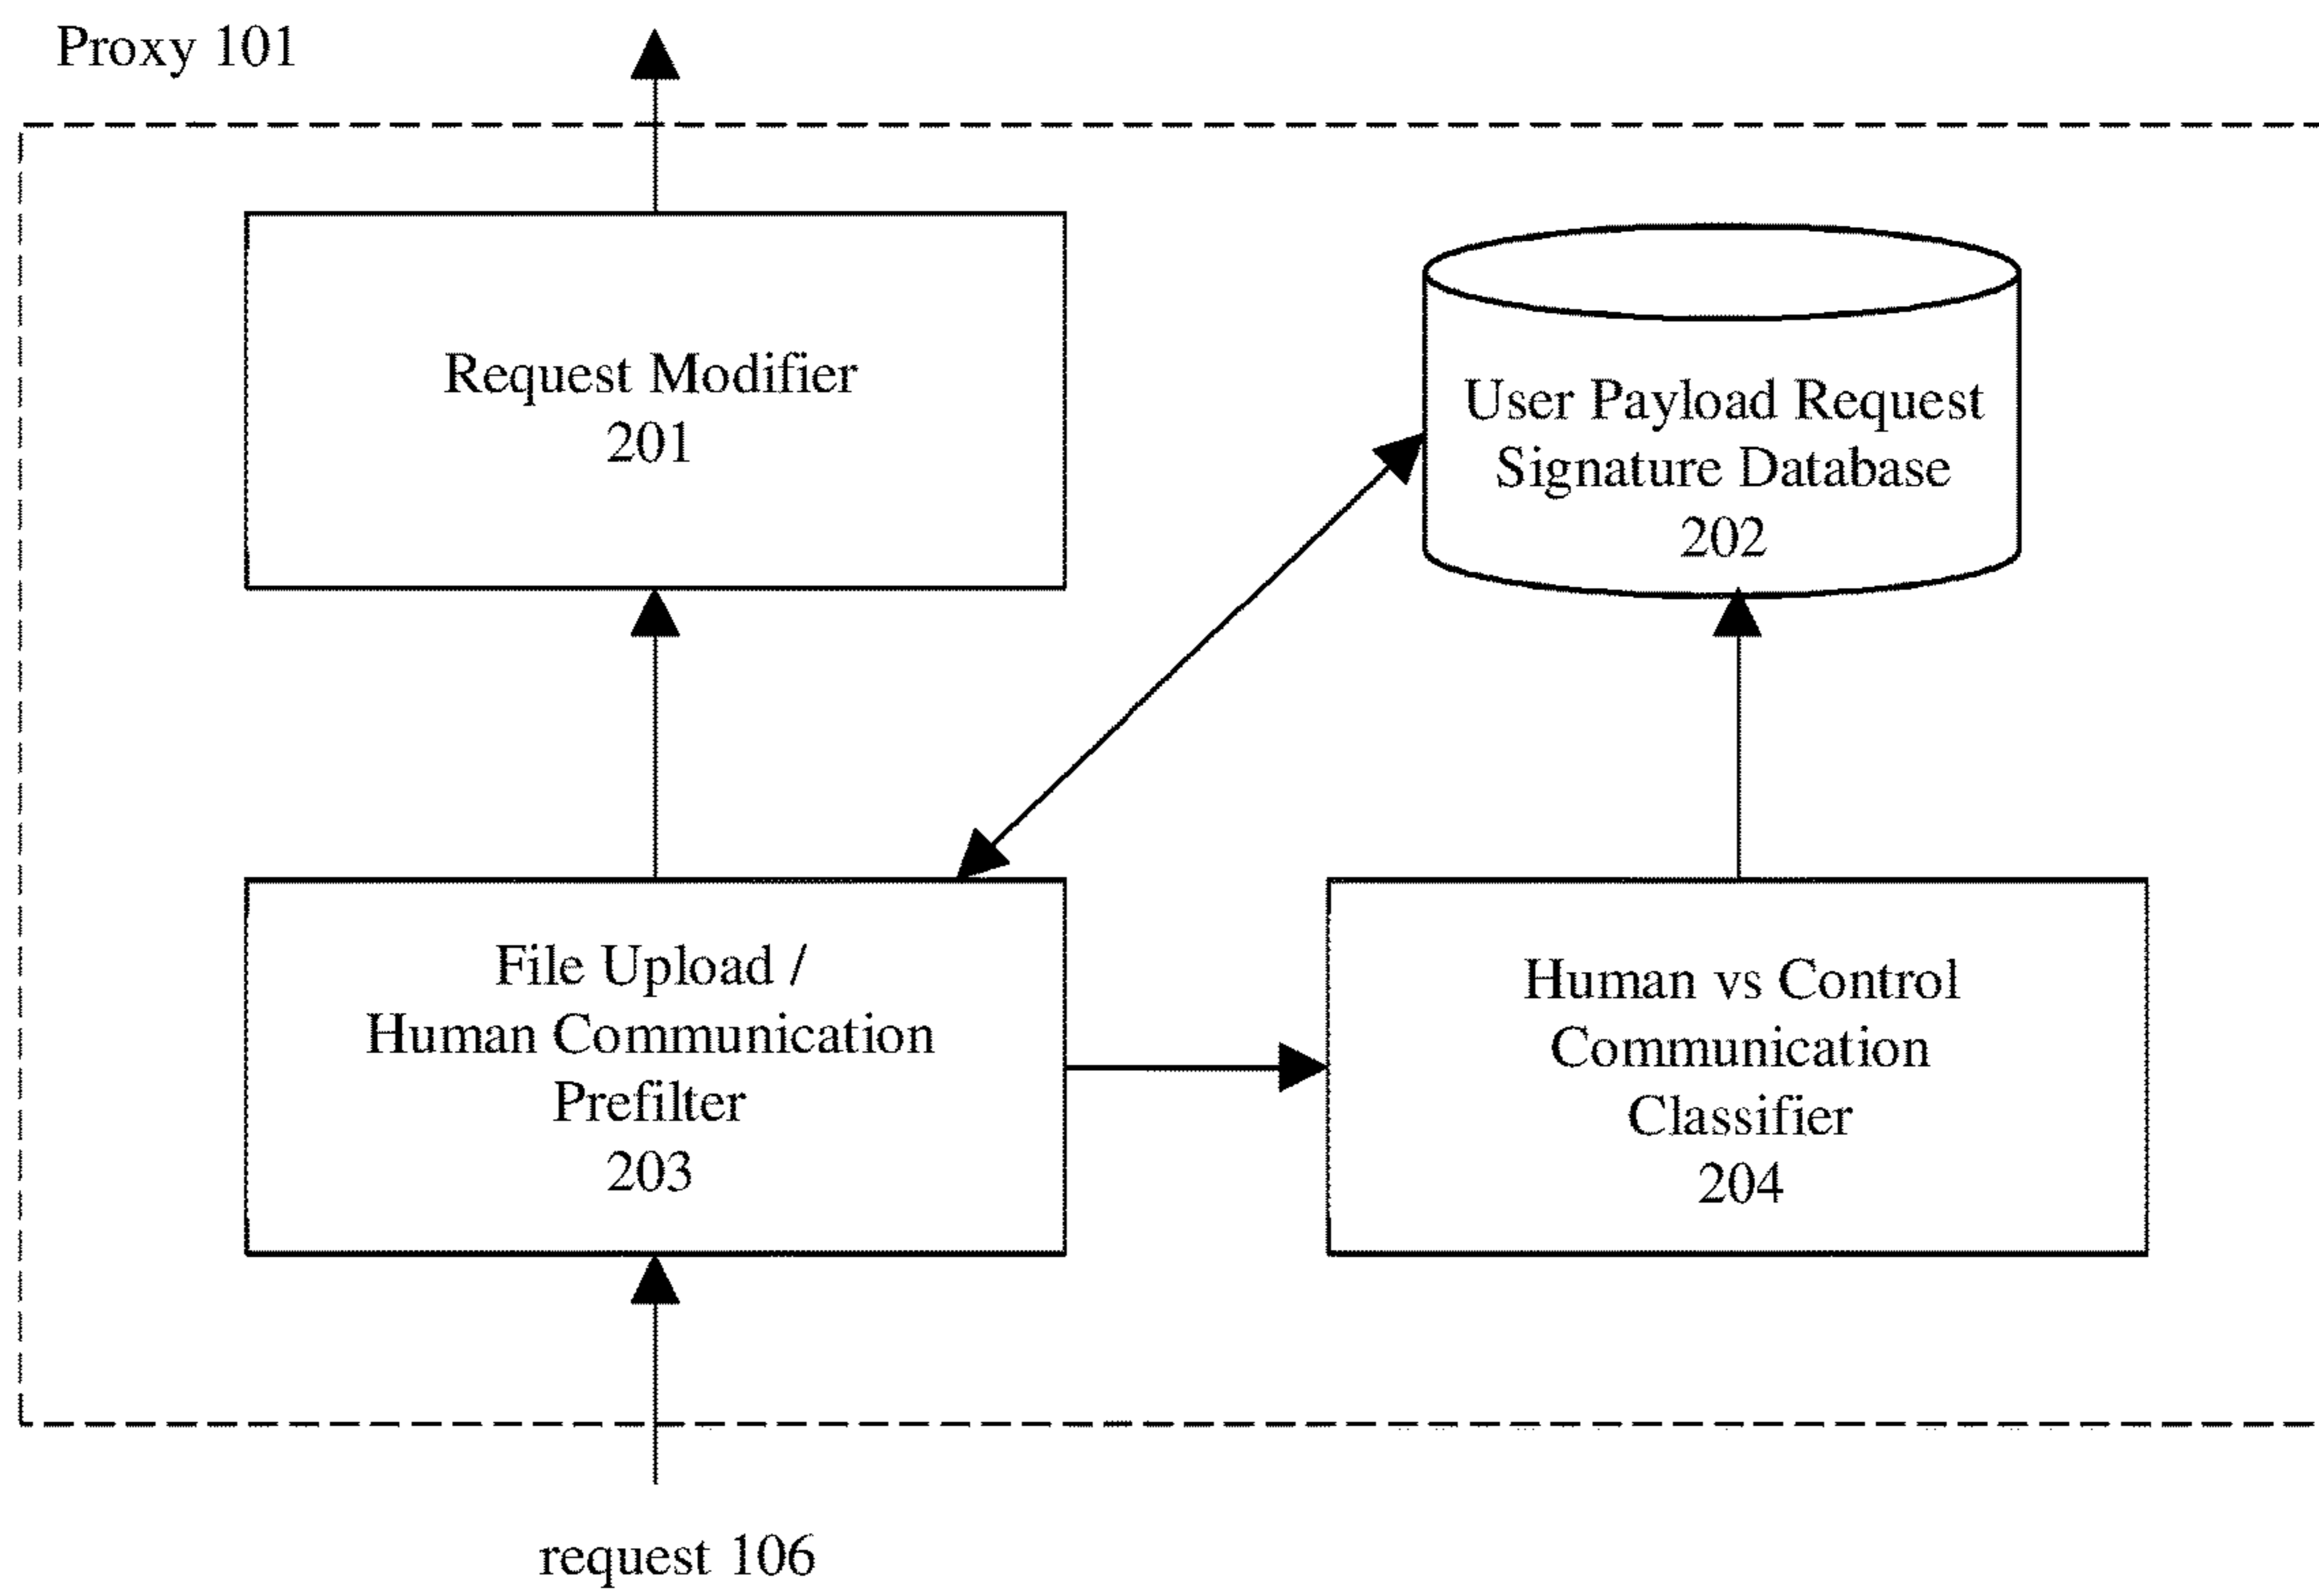 Proxy 101
Request Modifier
201
User Payload Request
Signature Database
202
File Upload /
Human Communication
Prefilter
203
Human vs Control
Communication
Classifier
204
request 106